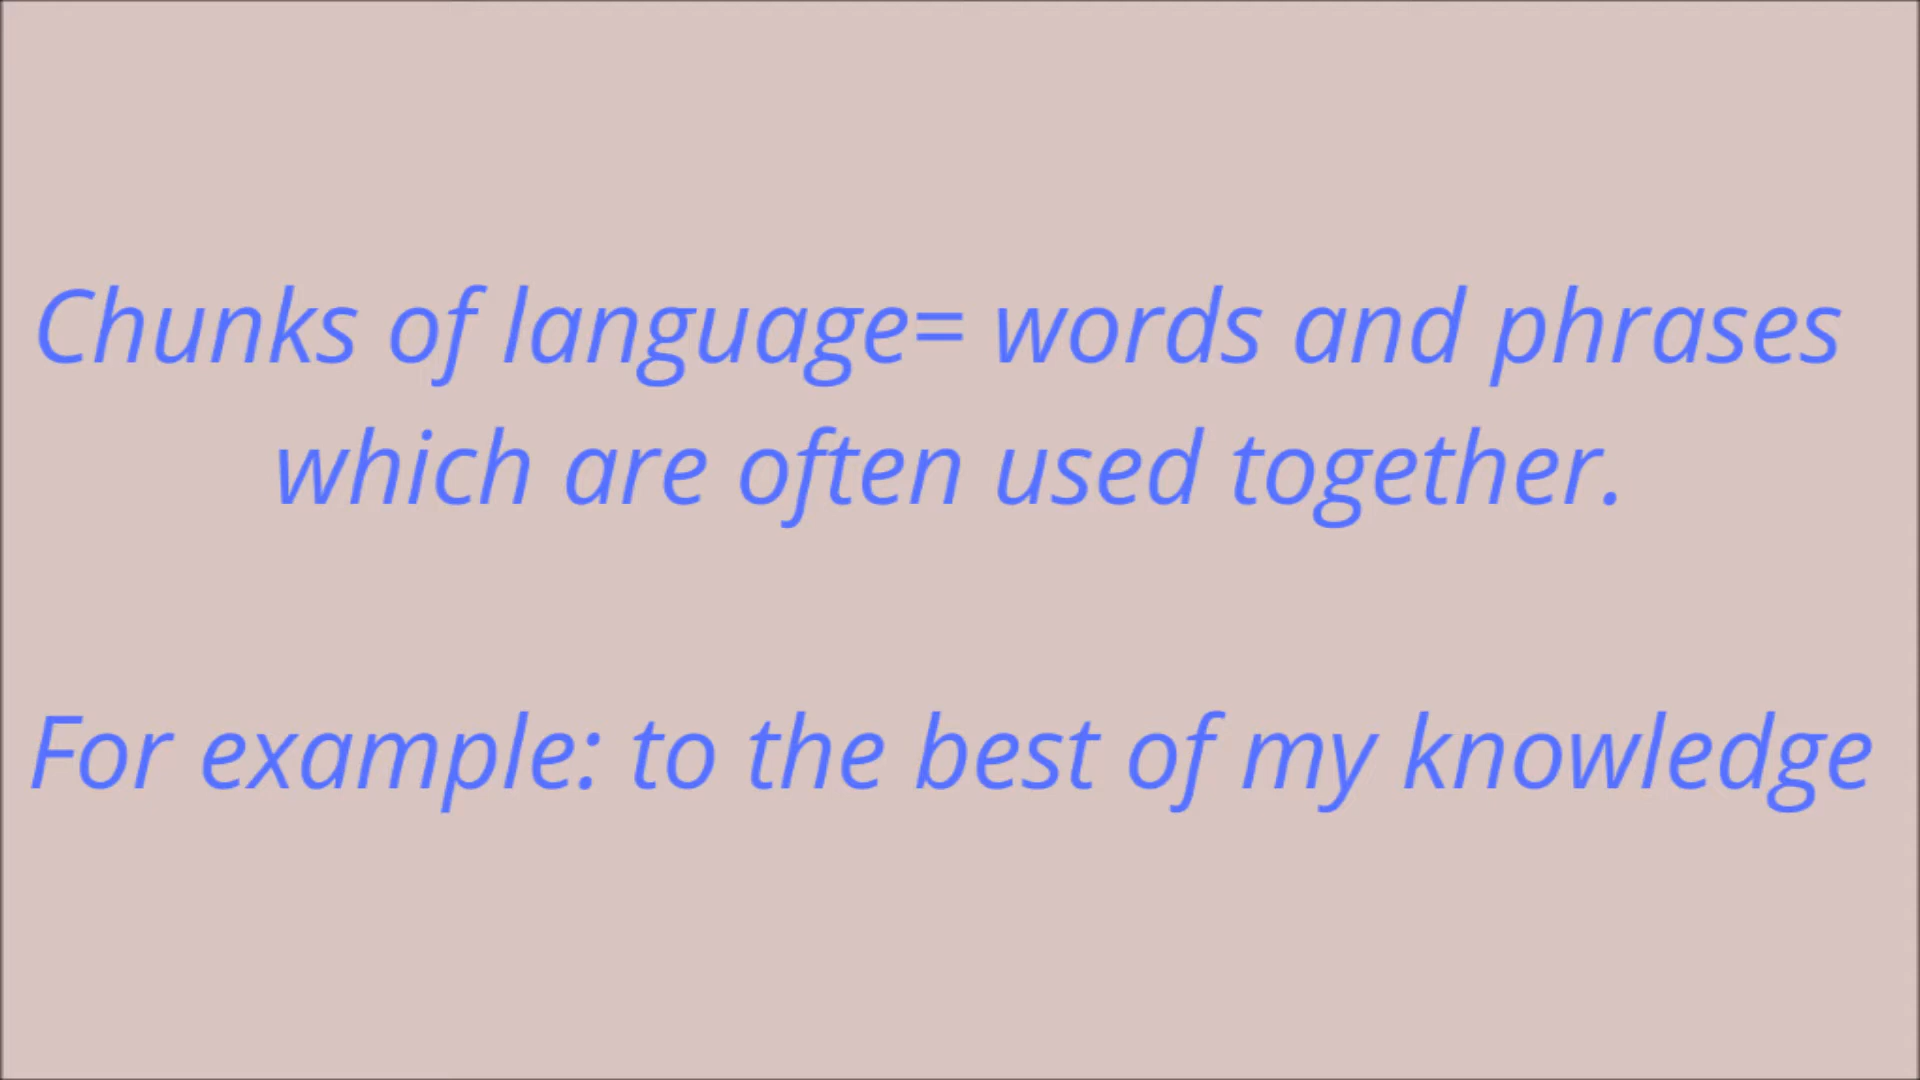 Chunks of language= words and phrases
which are often used together.
For example: to the best of my knowledge